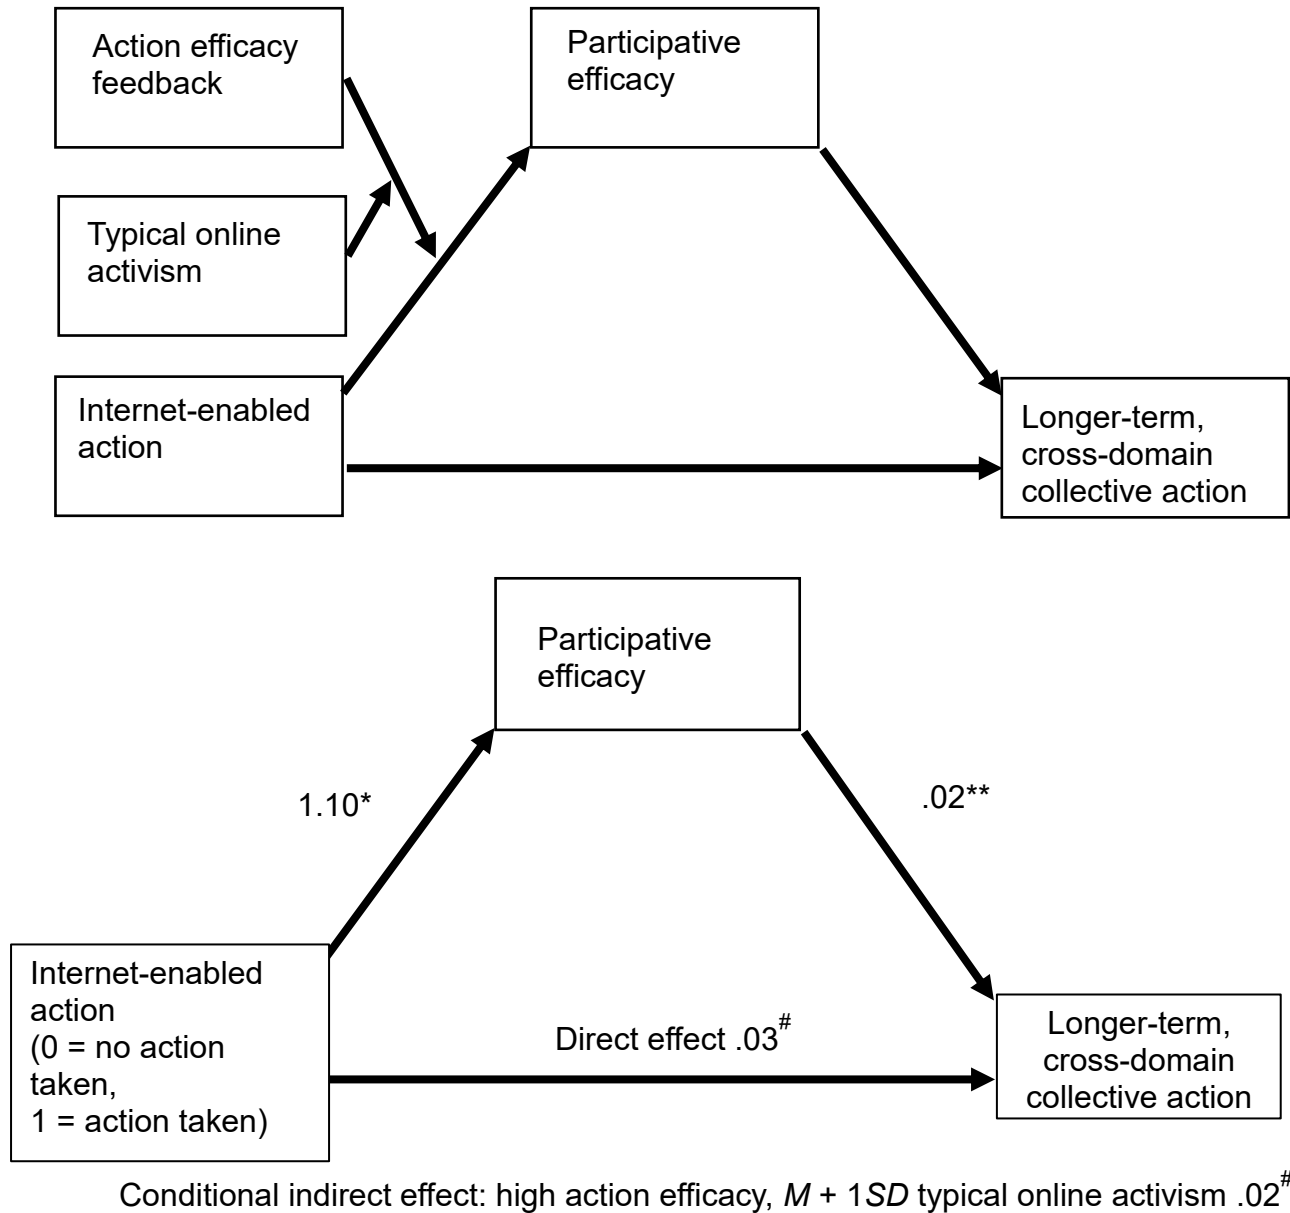 Action efficacy
feedback
Participative
efficacy
Typical online
activism
Internet-enabled
action
Longer-term,
cross-domain
collective action
Participative
efficacy
1.10*
.02**
Internet-enabled
action
(0 = no action
taken,
1 = action taken)
Direct effect .03#
Longer-term,
cross-domain
collective action
Conditional indirect effect: high action efficacy, M + 1SD typical online activism .02#